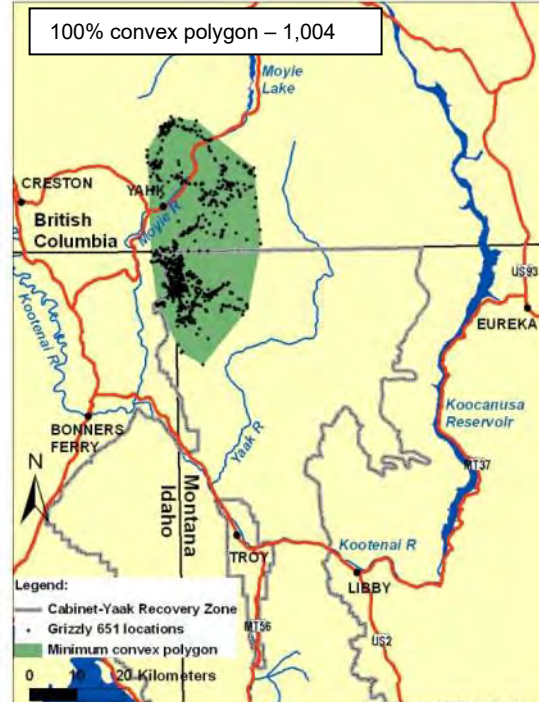 100% convex polygon – 1,004
Moyie
Lake
CRESTON
YAHK
British
Columbia
Moyie R
Kootenai R
US93
EUREKA
Koocanusa
Reservoir
BONNERS
FERRY
Yaak R
MT37
N
Montana
Idaho
TROY
Kootenai R
LIBBY
Legend:
Cabinet-Yaak Recovery Zone
Grizzly 651 locations
Minimum convex polygon
MT56
US2
0 10 20 Kilometers